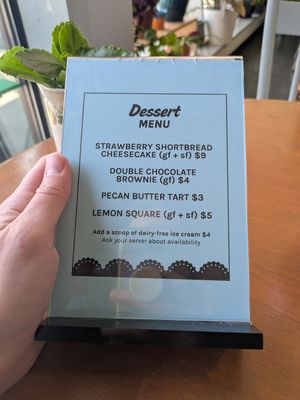 Dessert
MENU
STRAWBERRY SHORTBREAD
CHEESECAKE (gf + sf) $9
DOUBLE CHOCOLATE
BROWNIE (gf) $4
PECAN BUTTER TART $3
LEMON SQUARE (gf + sf) $5
Add a scoop of dairy-free ice cream $4
Ask your server about availability